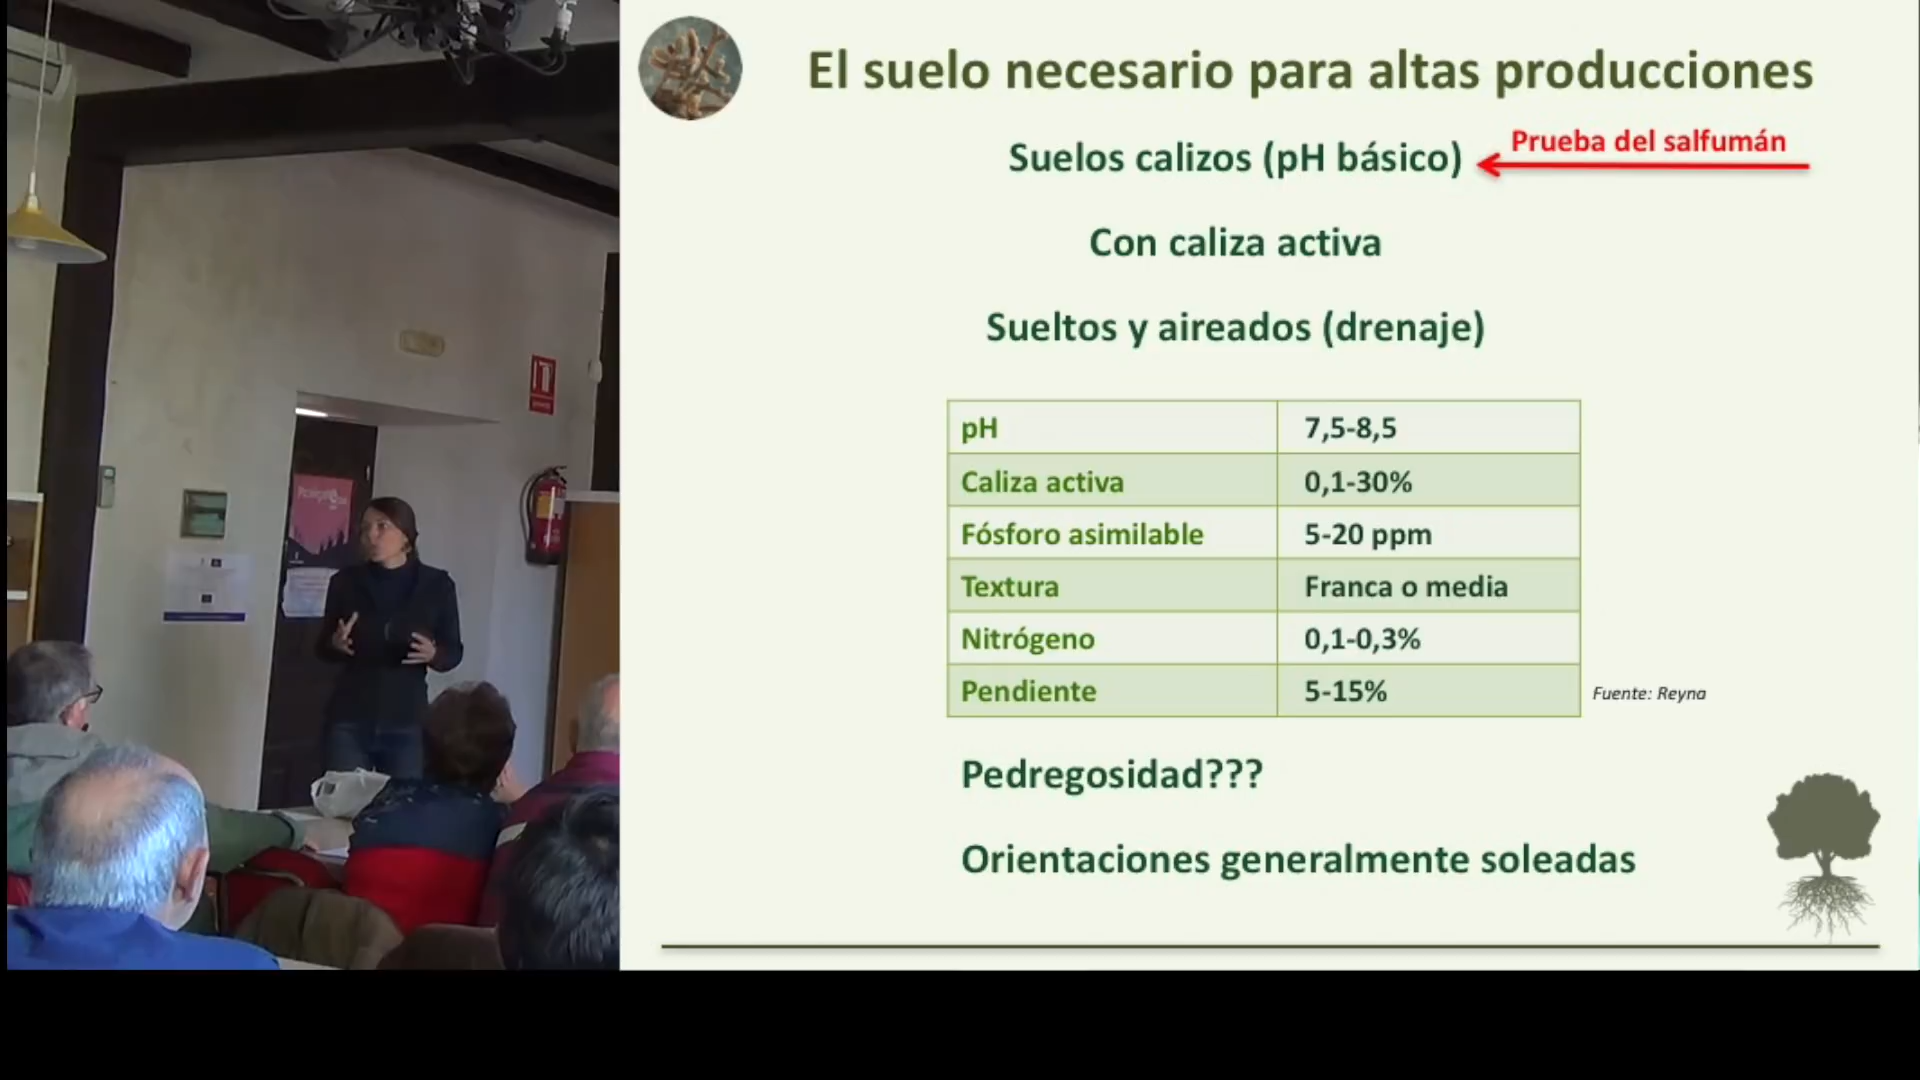 El suelo necesario para altas producciones
Suelos calizos (pH básico)
Prueba del salfumán
Con caliza activa
Sueltos y aireados (drenaje)
pH 7,5-8,5
Caliza activa 0,1-30%
Fósforo asimilable 5-20 ppm
Textura Franca o media
Nitrógeno 0,1-0,3%
Pendiente 5-15%
Fuente: Reyna
Pedregosidad???
Orientaciones generalmente soleadas